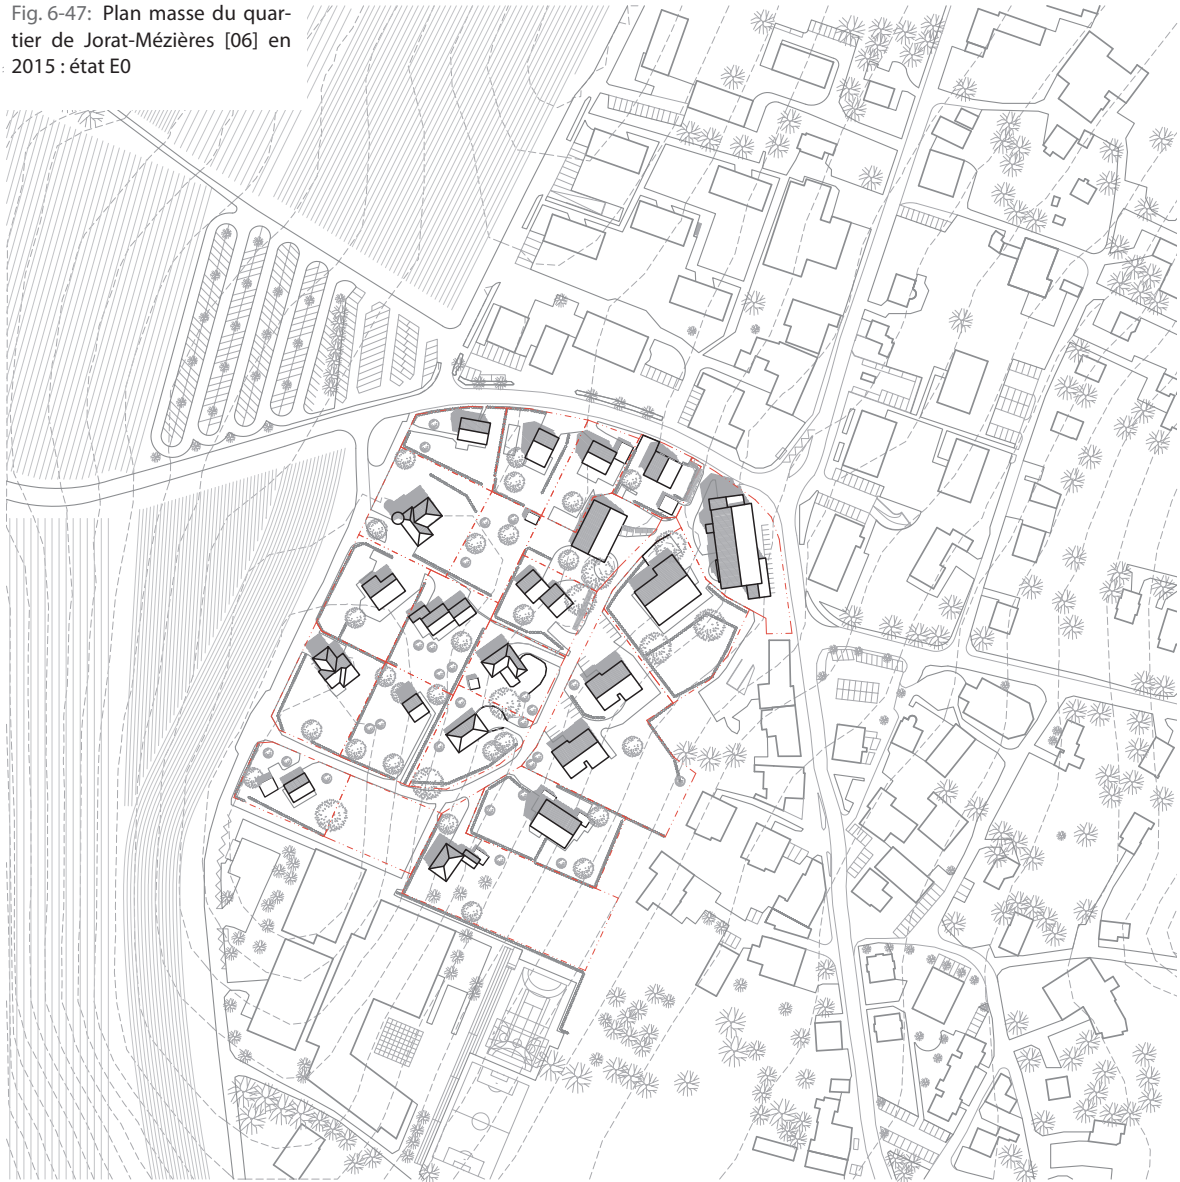 Fig. 6-47: Plan masse du quar-
tier de Jorat-Mézières [06] en
2015 : état E0